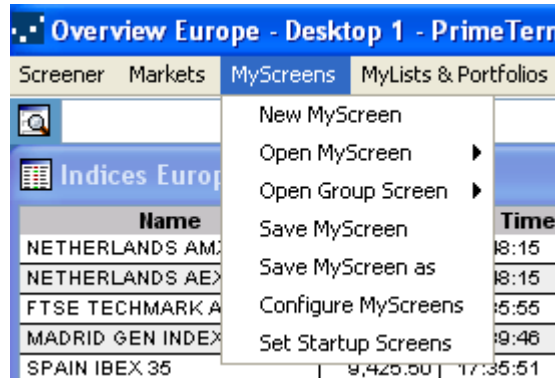 Overview Europe - Desktop 1 - PrimeTerm
Screener Markets MyScreens MyLists & Portfolios
New MyScreen
Open MyScreen
Open Group Screen
Save MyScreen
Save MyScreen as
Configure MyScreens
Set Startup Screens
Indices Europ
Name Time
NETHERLANDS AM 8:15
NETHERLANDS AEX 8:15
FTSE TECHMARK A 5:55
MADRID GEN INDEX 9:46
SPAIN IBEX 35 9,425.50 17:35:51